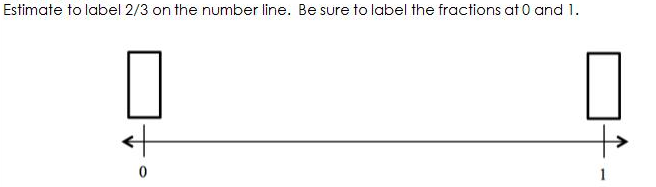 Estimate to label 2/3 on the number line. Be sure to label the fractions at 0 and 1.
0 1